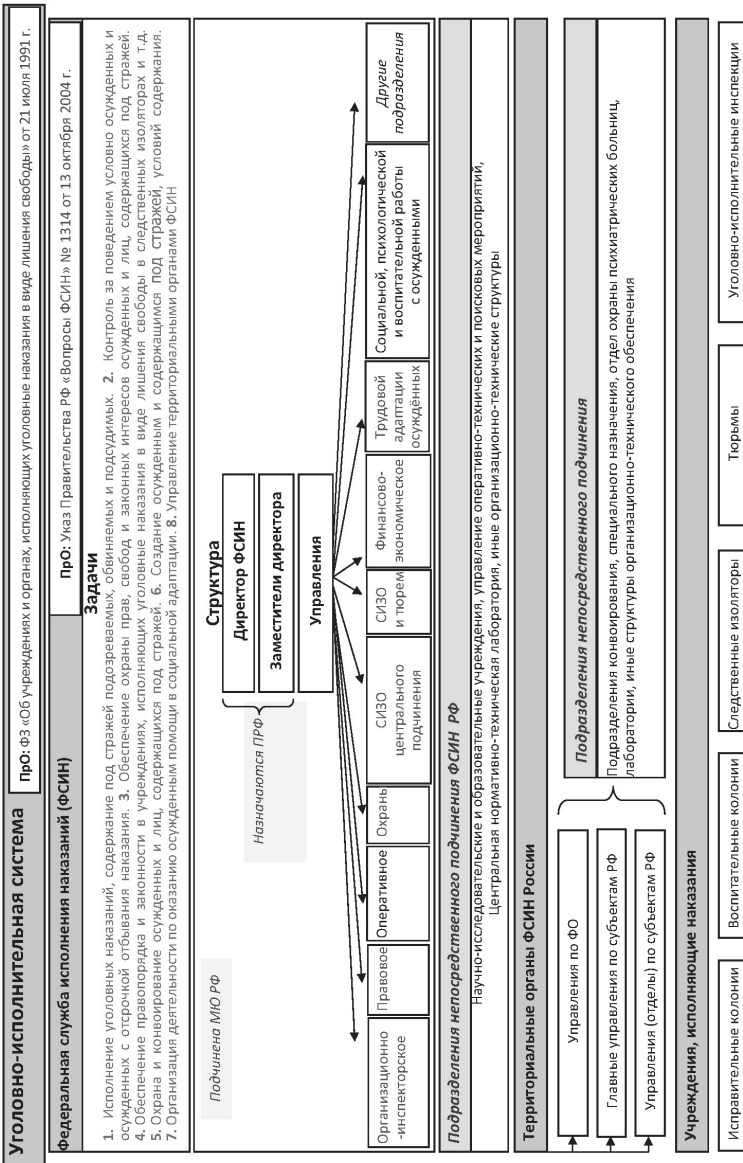 Уголовно-исполнительная система
ПрО: ФЗ «Об учреждениях и органах, исполняющих уголовные наказания в виде лишения свободы» от 21 июля 1991 г.
Федеральная служба исполнения наказаний (ФСИН)
ПрО: Указ Правительства РФ «Вопросы ФСИН» № 1314 от 13 октября 2004 г.
Задачи
1. Исполнение уголовных наказаний, содержание под стражей подозреваемых, обвиняемых и подсудимых. 2. Контроль за поведением условно осужденных и
осужденных с отсрочкой отбывания наказания. 3. Обеспечение охраны прав, свобод и законных интересов осужденных и лиц, содержащихся под стражей.
4. Обеспечение правопорядка и законности в учреждениях, исполняющих уголовные наказания в виде лишения свободы в следственных изоляторах и т.д.
5. Охрана и конвоирование осужденных и лиц, содержащихся под стражей. 6. Создание осужденным и содержащимся под стражей, условий содержания.
7. Организация деятельности по оказанию осужденным помощи в социальной адаптации. 8. Управление территориальными органами ФСИН
Структура
Подчинена МЮ РФ
Назначаются ПРФ
Директор ФСИН
Заместители директора
Управления
Организационно
-инспекторское
Правовое
Оперативное
Охраны
СИЗО
центрального
подчинения
СИЗО
и тюрем
Финансово-
экономическое
Трудовой
адаптации
осуждённых
Социальной, психологической
и воспитательной работы
с осужденными
Другие
подразделения
Подразделения непосредственного подчинения ФСИН РФ
Научно-исследовательские и образовательные учреждения, управление оперативно-технических и поисковых мероприятий,
Центральная нормативно-техническая лаборатория, иные организационно-технические структуры
Территориальные органы ФСИН России
Управления по ФО
Главные управления по субъектам РФ
Управления (отделы) по субъектам РФ
Подразделения непосредственного подчинения
Подразделения конвоирования, специального назначения, отдел охраны психиатрических больниц,
лаборатории, иные структуры организационно-технического обеспечения
Учреждения, исполняющие наказания
Исправительные колонии
Воспитательные колонии
Следственные изоляторы
Тюрьмы
Уголовно-исполнительные инспекции